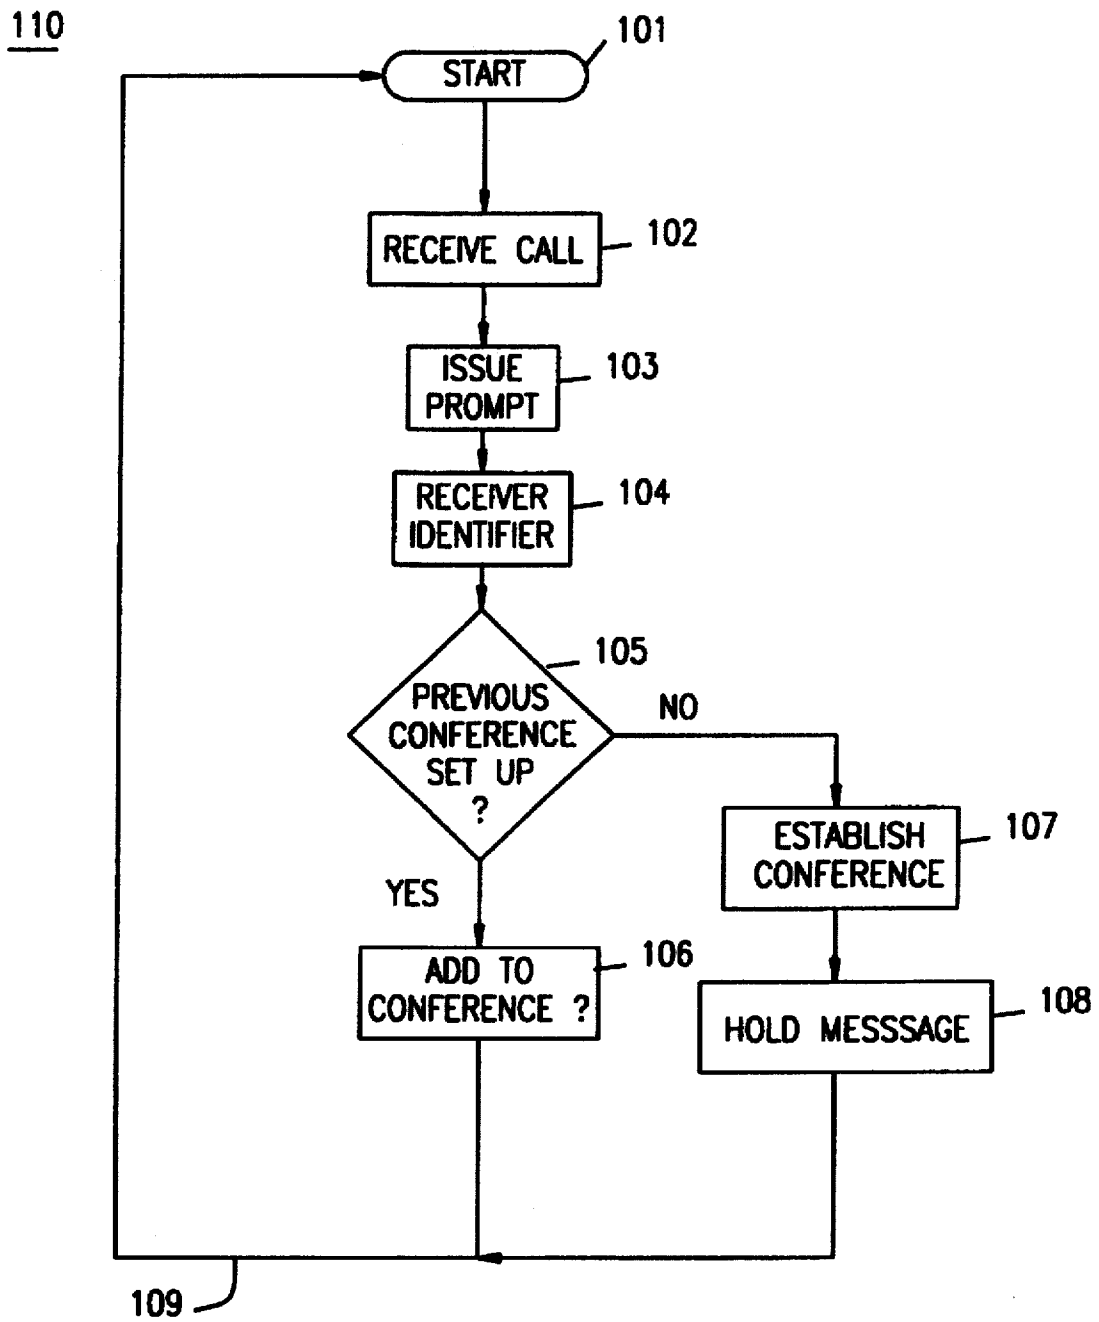 110
101
START
102
RECEIVE CALL
103
ISSUE
PROMPT
104
RECEIVER
IDENTIFIER
105
PREVIOUS
CONFERENCE
SET UP
?
NO
YES
107
ESTABLISH
CONFERENCE
106
ADD TO
CONFERENCE ?
108
HOLD MESSSAGE
109